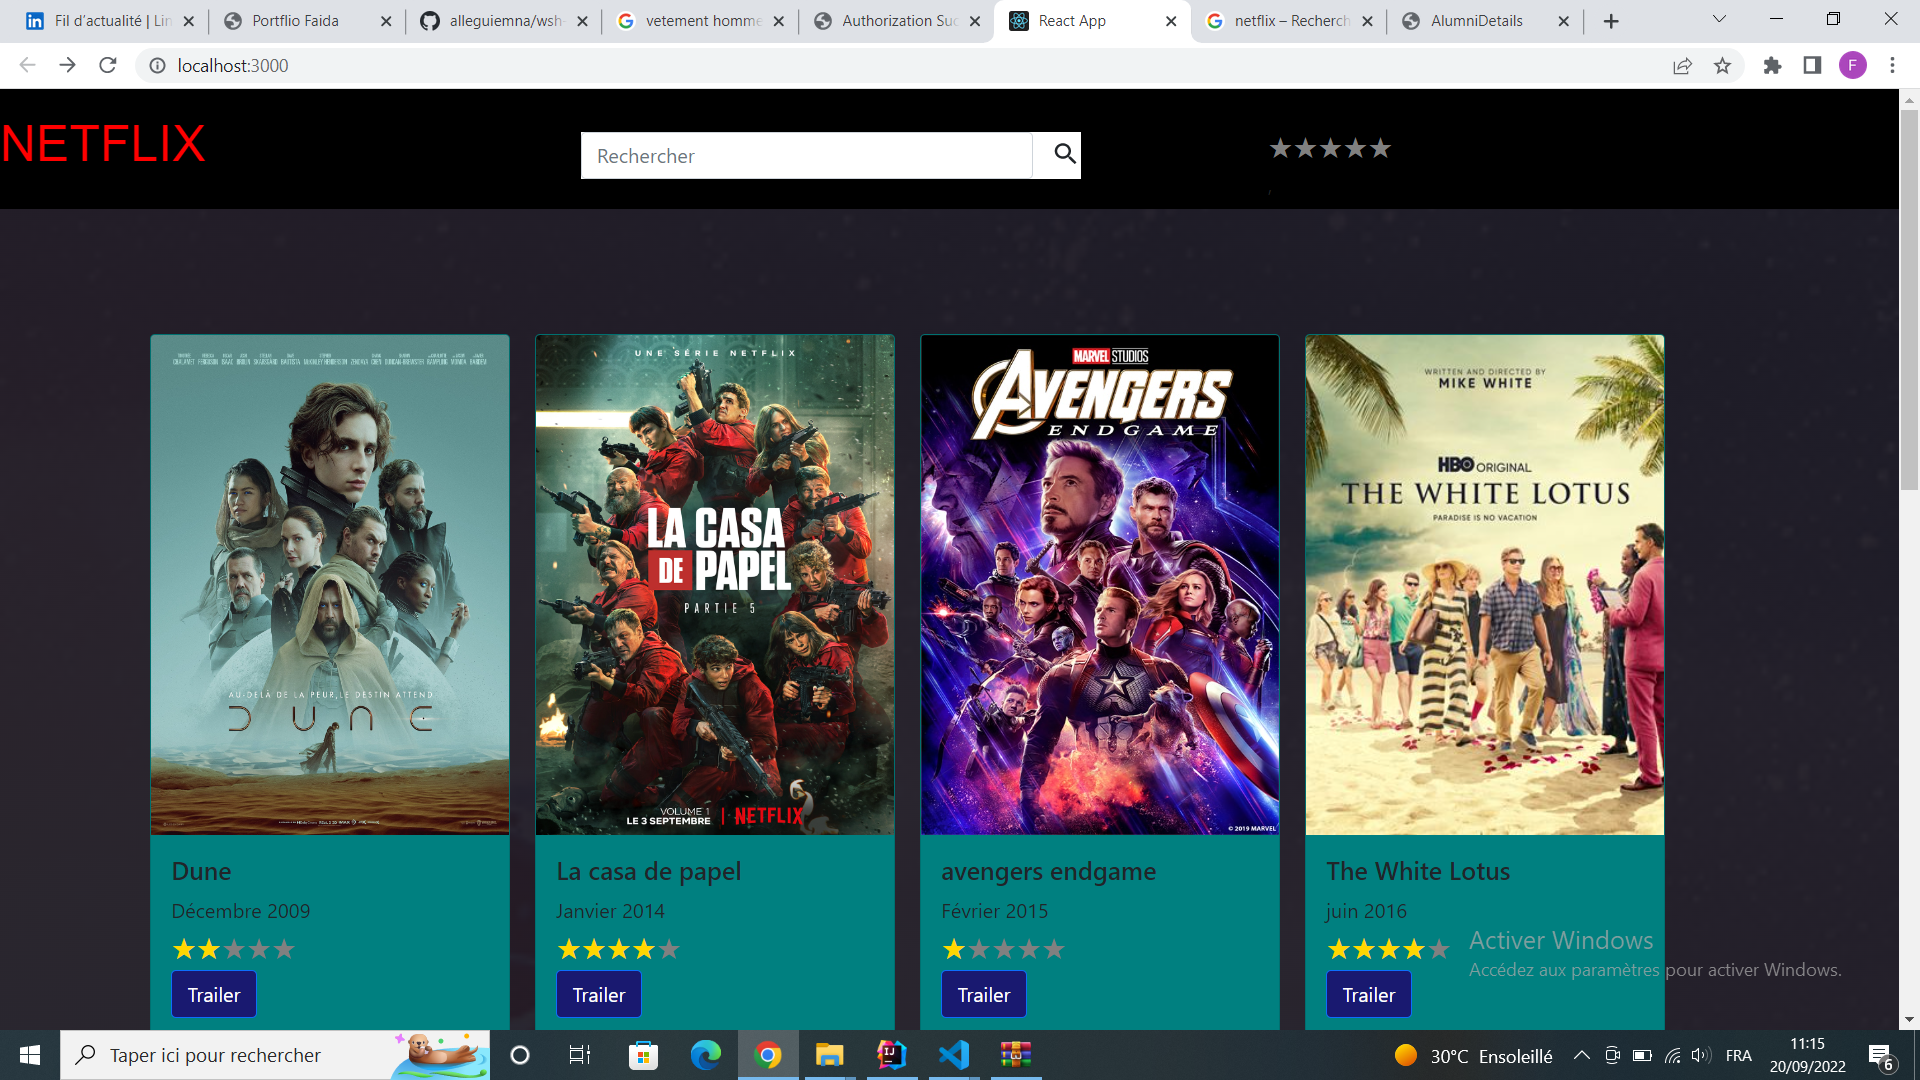 Fil d'actualité | Lin
Portflio Faida
alleguiemna/wsh-
vetement homme
Authorization Suc
React App
netflix – Recherch
AlumniDetails
localhost:3000
F
NETFLIX
Rechercher
★★★★★
UNE SÉRIE NETFLIX
LA CASA
DE PAPEL
PARTIE 5
VOLUME 1
LE 3 SEPTEMBRE
NETFLIX
AU-DELÀ DE LA PEUR, LE DESTIN ATTEND
DUNE
MARVEL STUDIOS
AVENGERS
ENDGAME
© 2019 MARVEL
WRITTEN AND DIRECTED BY
MIKE WHITE
HBO ORIGINAL
THE WHITE LOTUS
PARADISE IS NO VACATION
Dune
Décembre 2009
★★★★★
Trailer
La casa de papel
Janvier 2014
★★★★★
Trailer
avengers endgame
Février 2015
★★★★★
Trailer
The White Lotus
juin 2016
★★★★★
Trailer
Activer Windows
Accédez aux paramètres pour activer Windows.
Taper ici pour rechercher
30°C Ensoleillé
FRA
11:15
20/09/2022
6